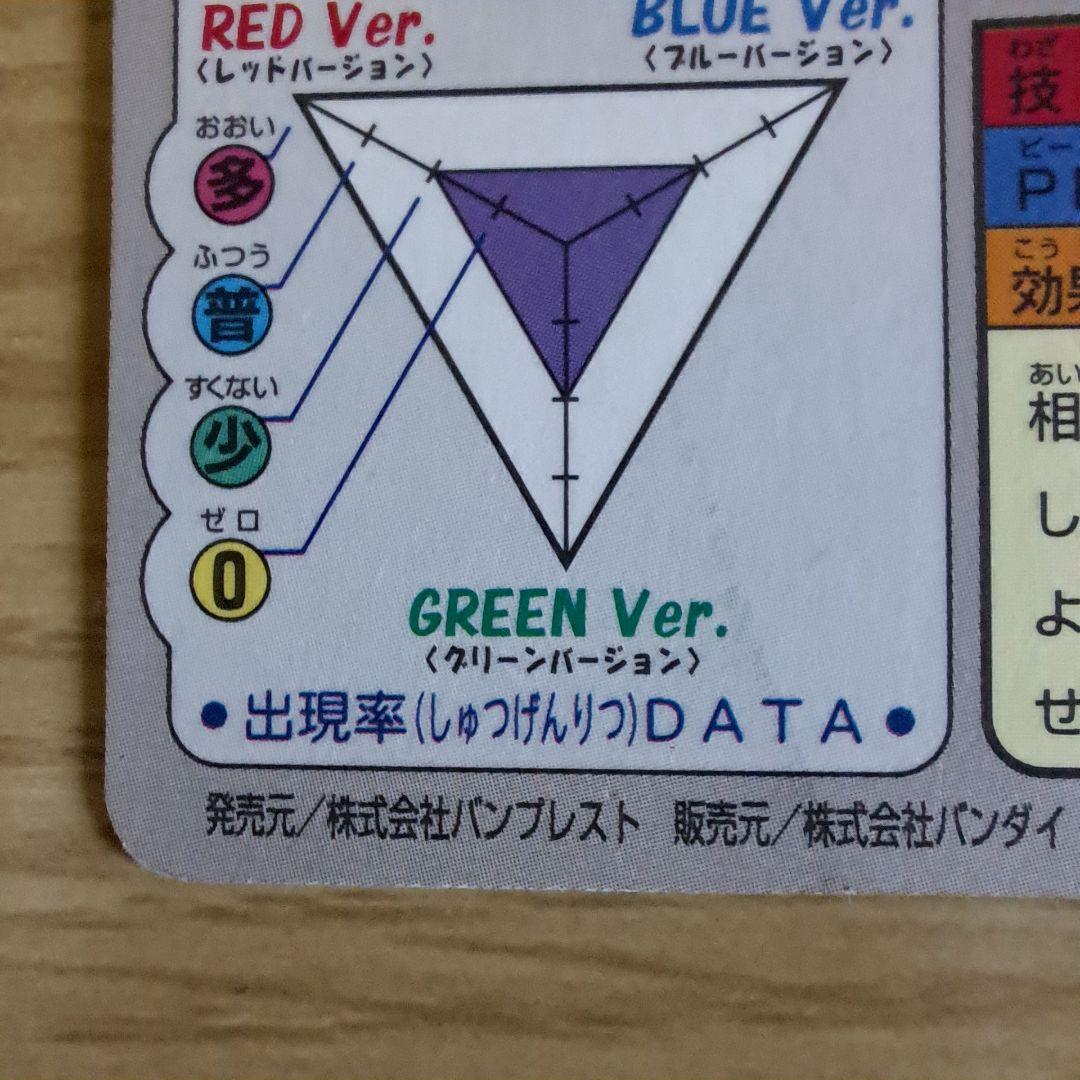 RED Ver.
〈レッドバージョン〉
BLUE Ver.
〈ブルーバージョン〉
おおい
多
ふつう
普
すくない
少
ゼロ
0
GREEN Ver.
〈グリーンバージョン〉
●出現率(しゅつげんりつ)DATA●
発売元/株式会社バンプレスト 販売元/株式会社バンダイ
わざ
技
ピー
P
こう
効果
あい
相
し
よ
せ